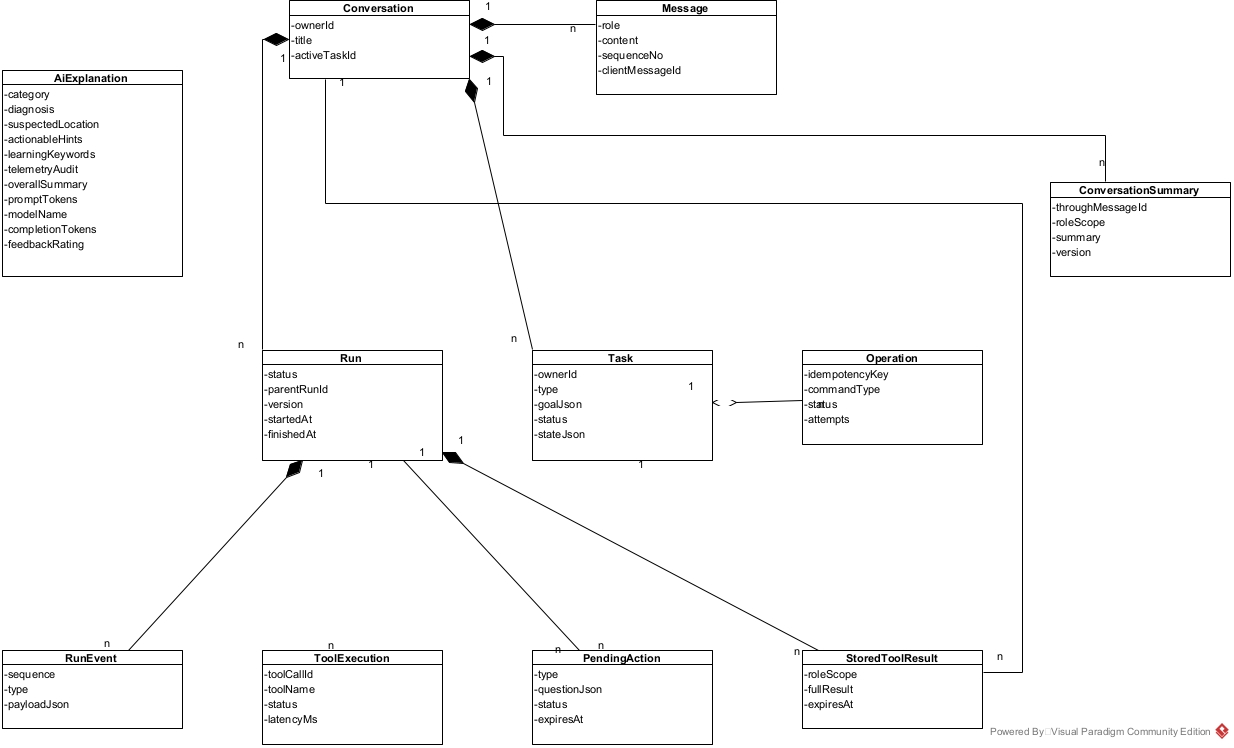 Conversation
-ownerId
-title
-activeTaskId
1
n
1
1
1
1
Message
-role
-content
-sequenceNo
-clientMessageId
AiExplanation
-category
-diagnosis
-suspectedLocation
-actionableHints
-learningKeywords
-telemetryAudit
-overallSummary
-promptTokens
-modelName
-completionTokens
-feedbackRating
n
ConversationSummary
-throughMessageId
-roleScope
-summary
-version
n
n
Run
-status
-parentRunId
-version
-startedAt
-finishedAt
Task
-ownerId
-type
-goalJson
-status
-stateJson
1
Operation
-idempotencyKey
-commandType
-status
n
-attempts
1
1
1
1
1
n
n
n
n
n
n
RunEvent
-sequence
-type
-payloadJson
ToolExecution
-toolCallId
-toolName
-status
-latencyMs
PendingAction
-type
-questionJson
-status
-expiresAt
StoredToolResult
-roleScope
-fullResult
-expiresAt
Powered By Visual Paradigm Community Edition